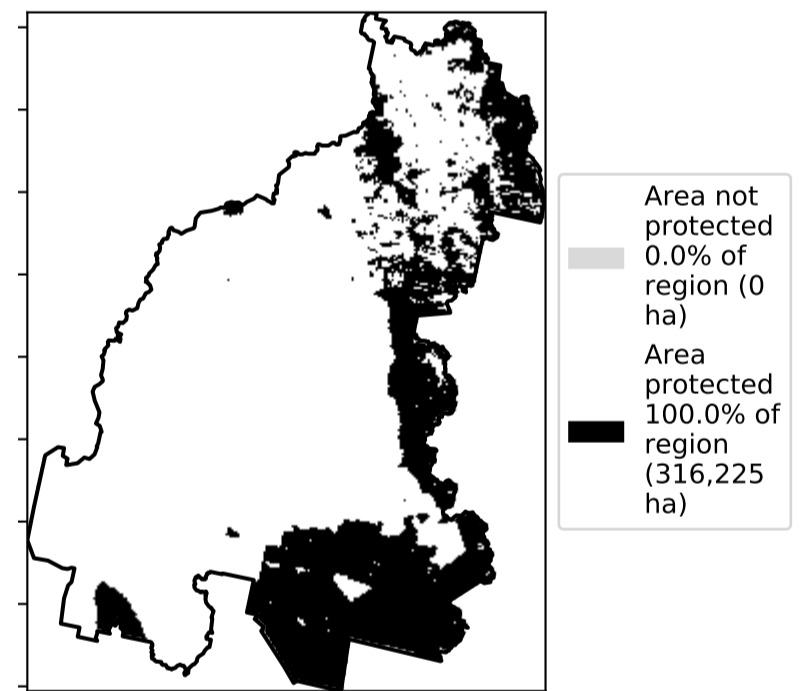 Area not
protected
0.0% of
region (0
ha)
Area
protected
100.0% of
region
(316,225
ha)